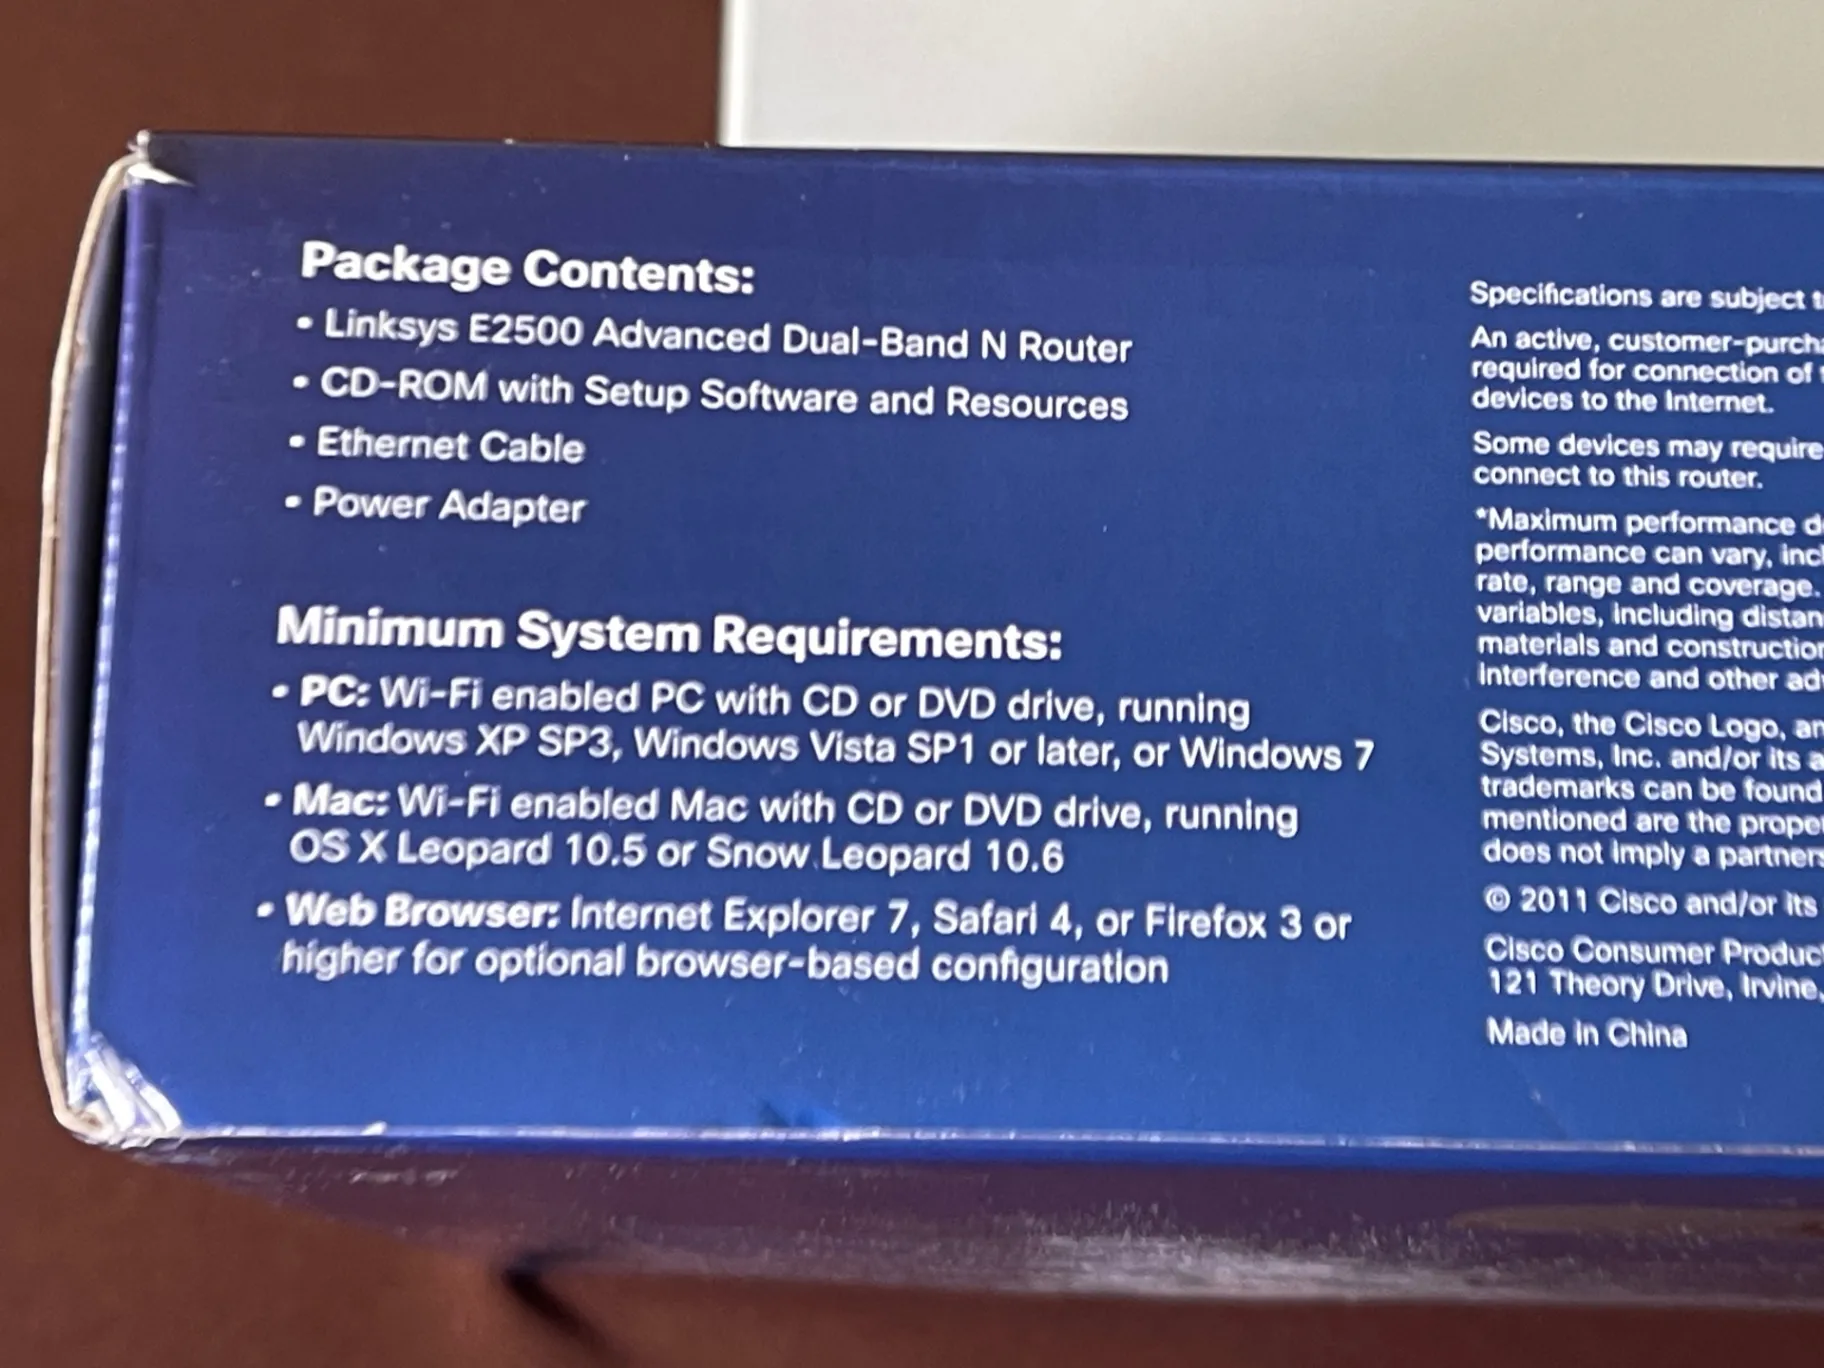 Package Contents:
• Linksys E2500 Advanced Dual-Band N Router
• CD-ROM with Setup Software and Resources
• Ethernet Cable
• Power Adapter
Minimum System Requirements:
• PC: Wi-Fi enabled PC with CD or DVD drive, running
Windows XP SP3, Windows Vista SP1 or later, or Windows 7
• Mac: Wi-Fi enabled Mac with CD or DVD drive, running
OS X Leopard 10.5 or Snow Leopard 10.6
• Web Browser: Internet Explorer 7, Safari 4, or Firefox 3 or
higher for optional browser-based configuration
Specifications are subject
An active,
required for connection of
devices to the Internet.
Some devices may require
connect to this router.
*Maximum performance
performance can vary,
rate, range and coverage.
variables, including
materials and
interference and other
Cisco, the Cisco Logo,
Systems, Inc. and/or its
trademarks can be found
mentioned are the
does not imply a
© 2011 Cisco and/or its
Cisco Consumer
121 Theory Drive, Irvine,
Made in China